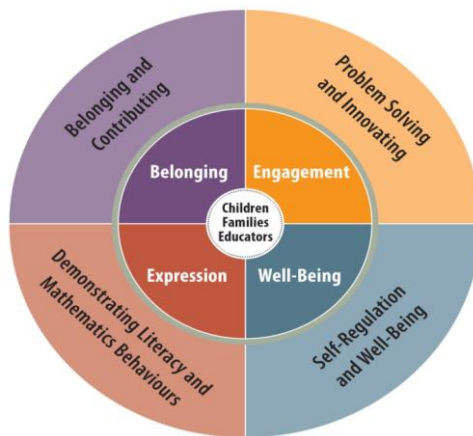 Belonging and
Contributing
Problem Solving
and Innovating
Belonging
Engagement
Children
Families
Educators
Expression
Well-Being
Demonstrating Literacy and
Mathematics Behaviours
Self-Regulation
and Well-Being